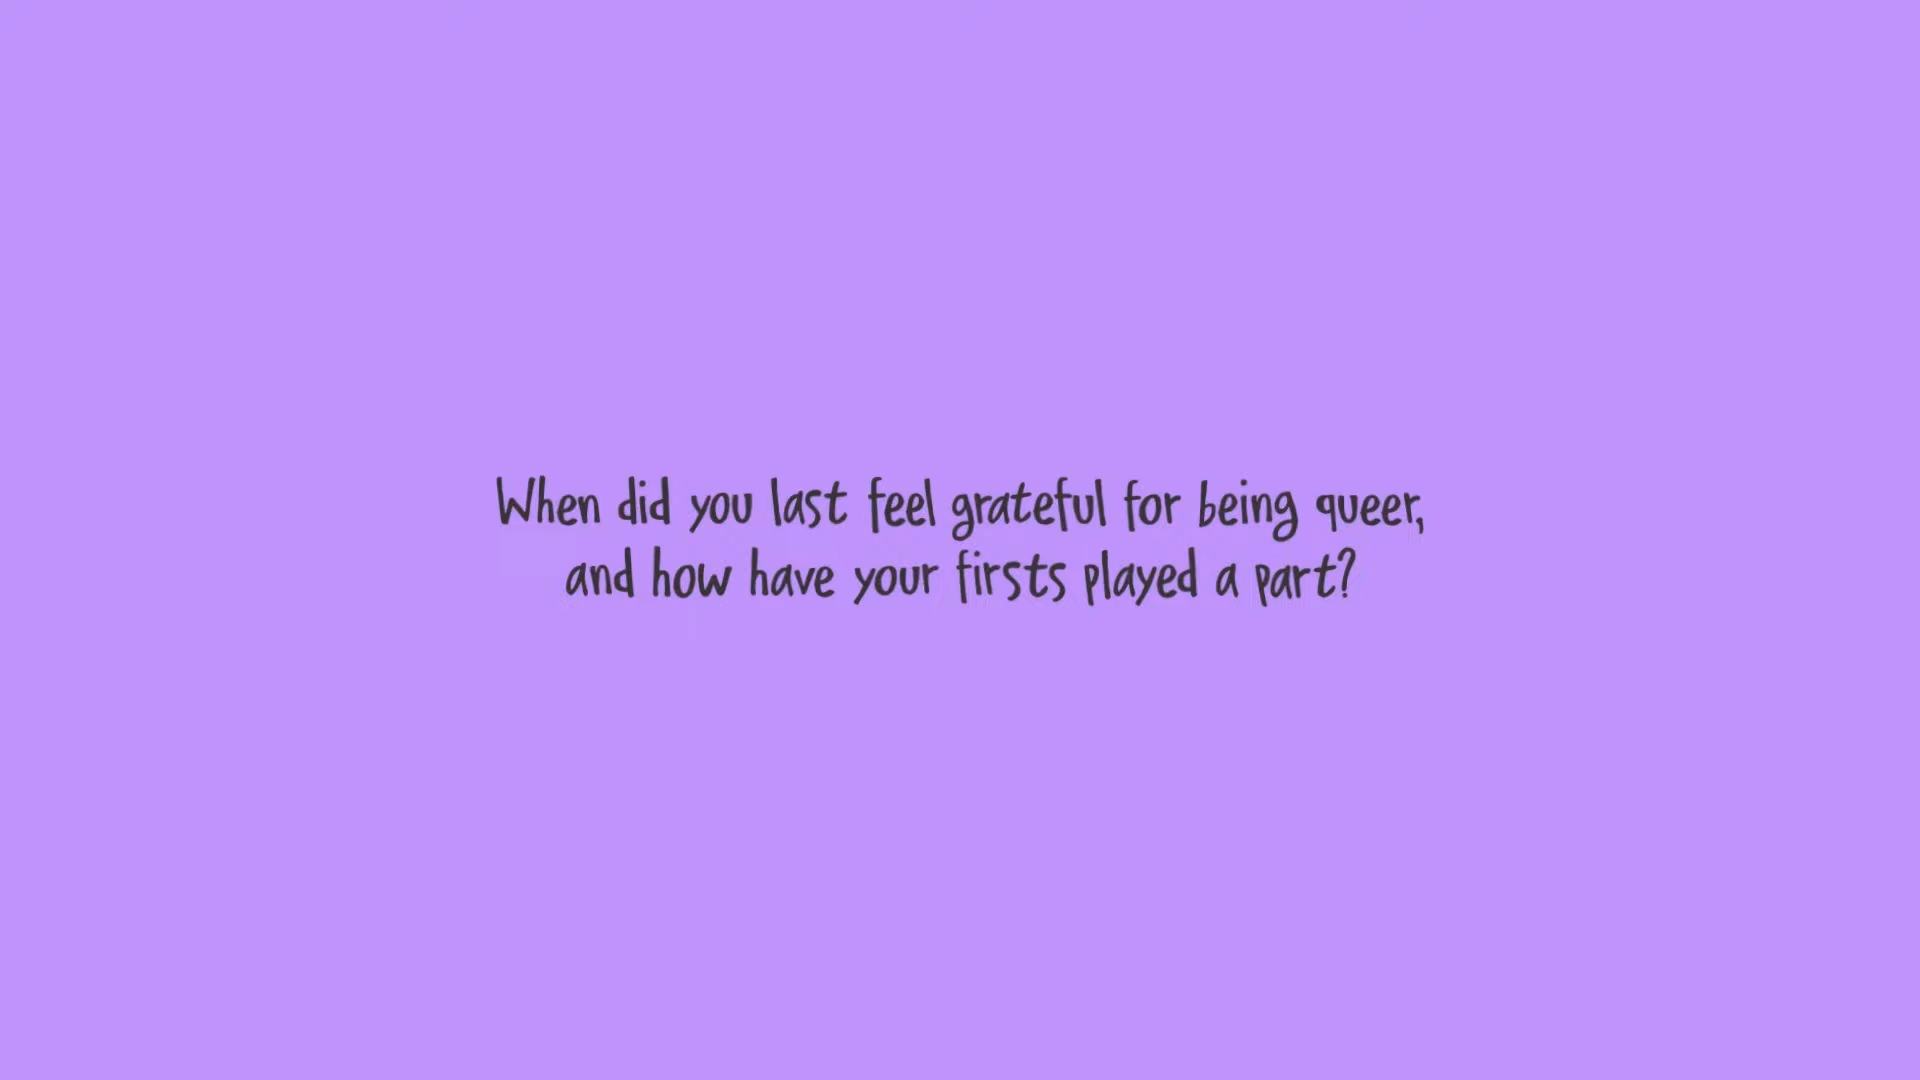 When did you last feel grateful for being queer,
and how have your firsts played a part?